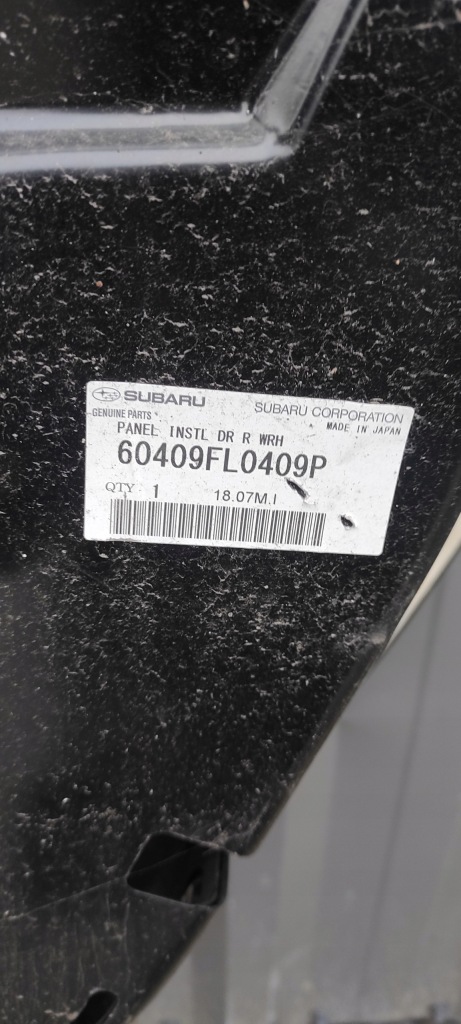 SUBARU SUBARU CORPORATION
GENUINE PARTS MADE IN JAPAN
PANEL INSTL DR R WRH
60409FL0409P
QTY 1 18.07M.I